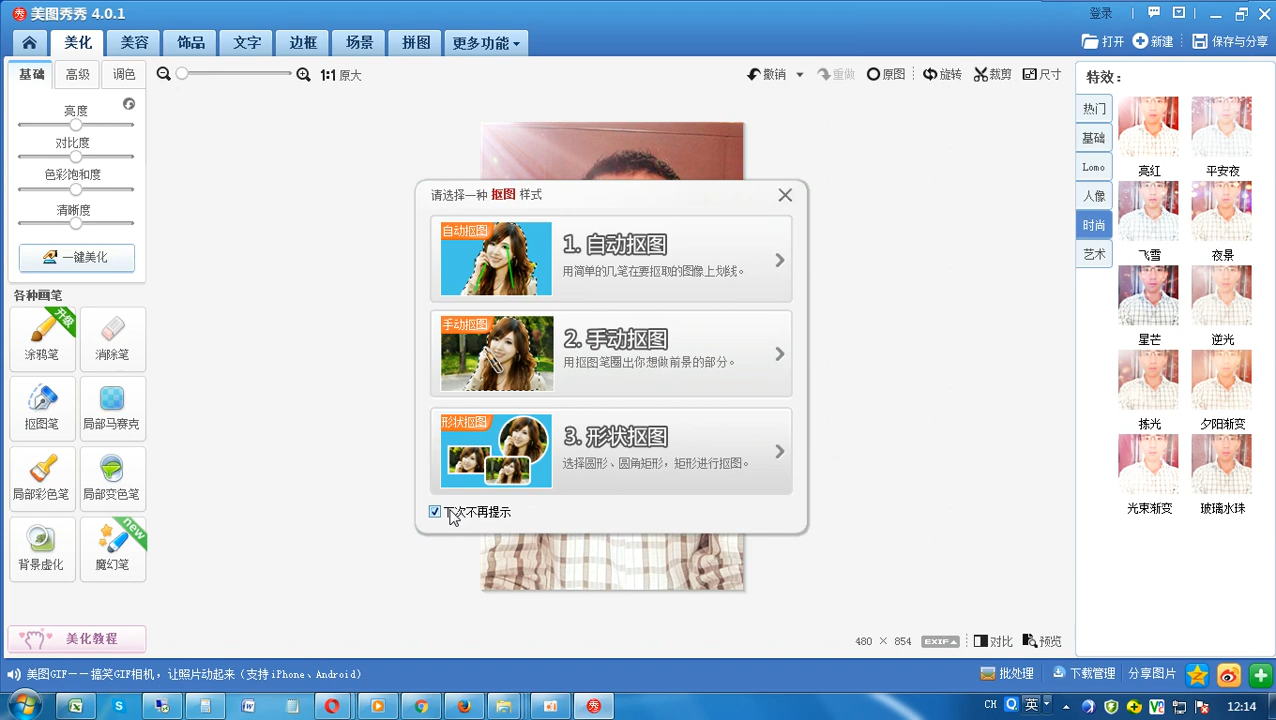 美图秀秀 4.0.1
登录
美化 美容 饰品 文字 边框 场景 拼图 更多功能
打开 新建 保存与分享
基础 高级 调色
1:1 原大
撤销 重做 原图 旋转 裁剪 尺寸
亮度
对比度
色彩饱和度
清晰度
一键美化
各种画笔
升级
涂鸦笔 消除笔
抠图笔 局部马赛克
局部彩色笔 局部变色笔
new
背景虚化 魔幻笔
美化教程
请选择一种 抠图 样式
自动抠图
1. 自动抠图
用简单的几笔在要抠取的图像上划线。
手动抠图
2. 手动抠图
用抠图笔圈出你想做前景的部分。
形状抠图
3. 形状抠图
选择圆形、圆角矩形，矩形进行抠图。
下次不再提示
特效：
热门
基础
Lomo
人像
时尚
艺术
亮红 平安夜
飞雪 夜景
星芒 逆光
拣光 夕阳渐变
光束渐变 玻璃水珠
480 × 854 EXIF 对比 预览
美图GIF——搞笑GIF相机，让照片动起来（支持 iPhone、Android）
批处理 下载管理 分享图片
CH 英 12:14